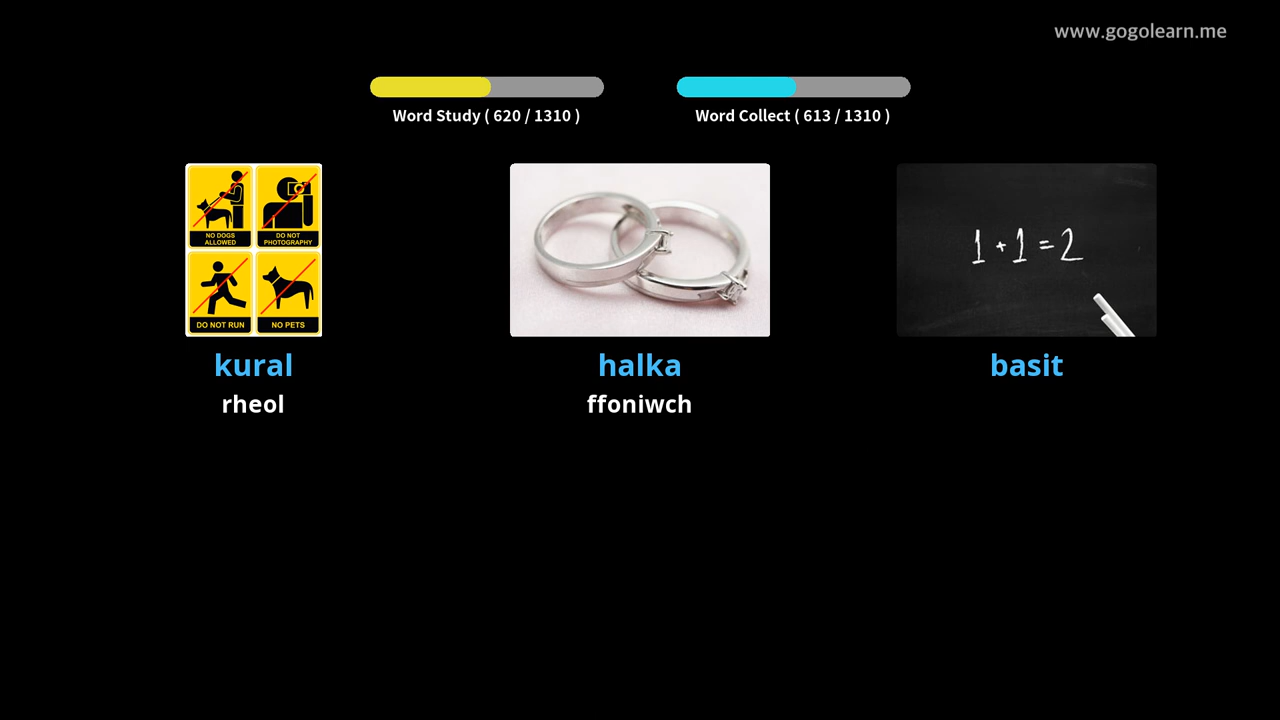 www.gogolearn.me
Word Study ( 620 / 1310 )
Word Collect ( 613 / 1310 )
NO DOGS
ALLOWED
DO NOT
PHOTOGRAPHY
DO NOT RUN
NO PETS
1 + 1 = 2
kural
halka
basit
rheol
ffoniwch